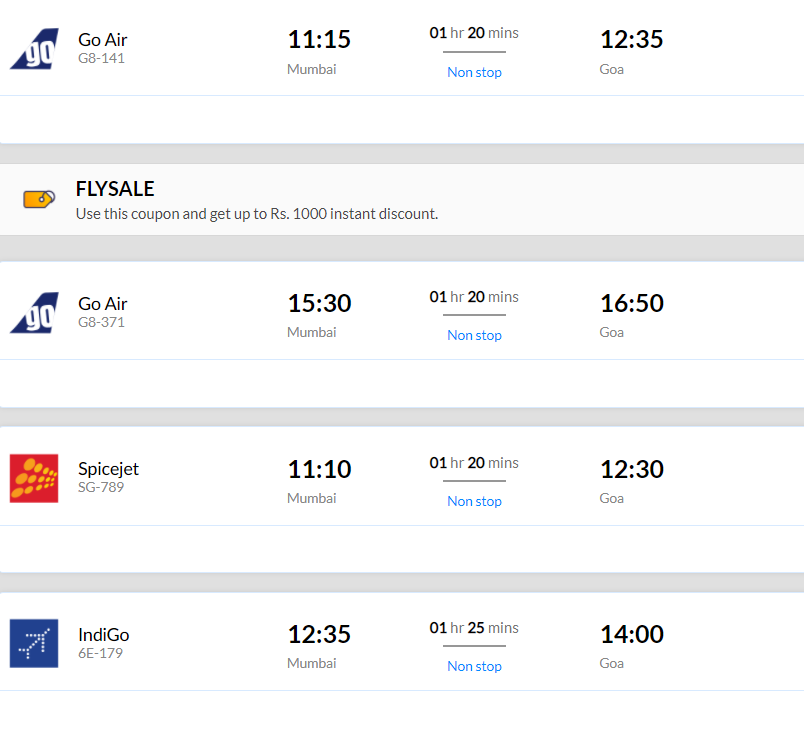 Go Air
G8-141
11:15
Mumbai
01 hr 20 mins
Non stop
12:35
Goa
FLYSALE
Use this coupon and get up to Rs. 1000 instant discount.
Go Air
G8-371
15:30
Mumbai
01 hr 20 mins
Non stop
16:50
Goa
Spicejet
SG-789
11:10
Mumbai
01 hr 20 mins
Non stop
12:30
Goa
IndiGo
6E-179
12:35
Mumbai
01 hr 25 mins
Non stop
14:00
Goa